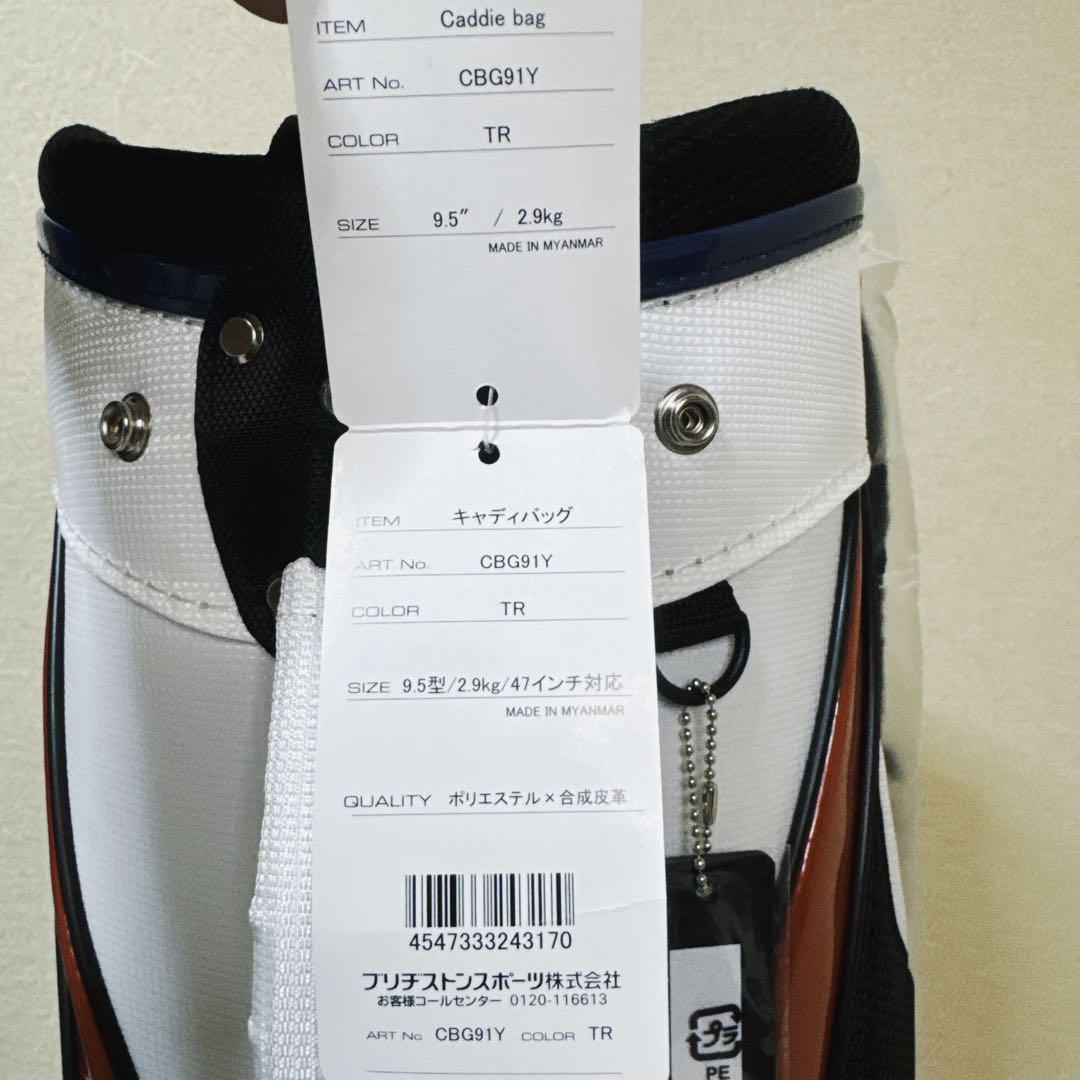 ITEM Caddie bag
ART No. CBG91Y
COLOR TR
SIZE 9.5″ / 2.9kg
MADE IN MYANMAR
ITEM キャディバッグ
ART No. CBG91Y
COLOR TR
SIZE 9.5型/2.9kg/47インチ対応
MADE IN MYANMAR
QUALITY ポリエステル×合成皮革
4547333243170
ブリヂストンスポーツ株式会社
お客様コールセンター 0120-116613
ART No CBG91Y COLOR TR
プラ
PE